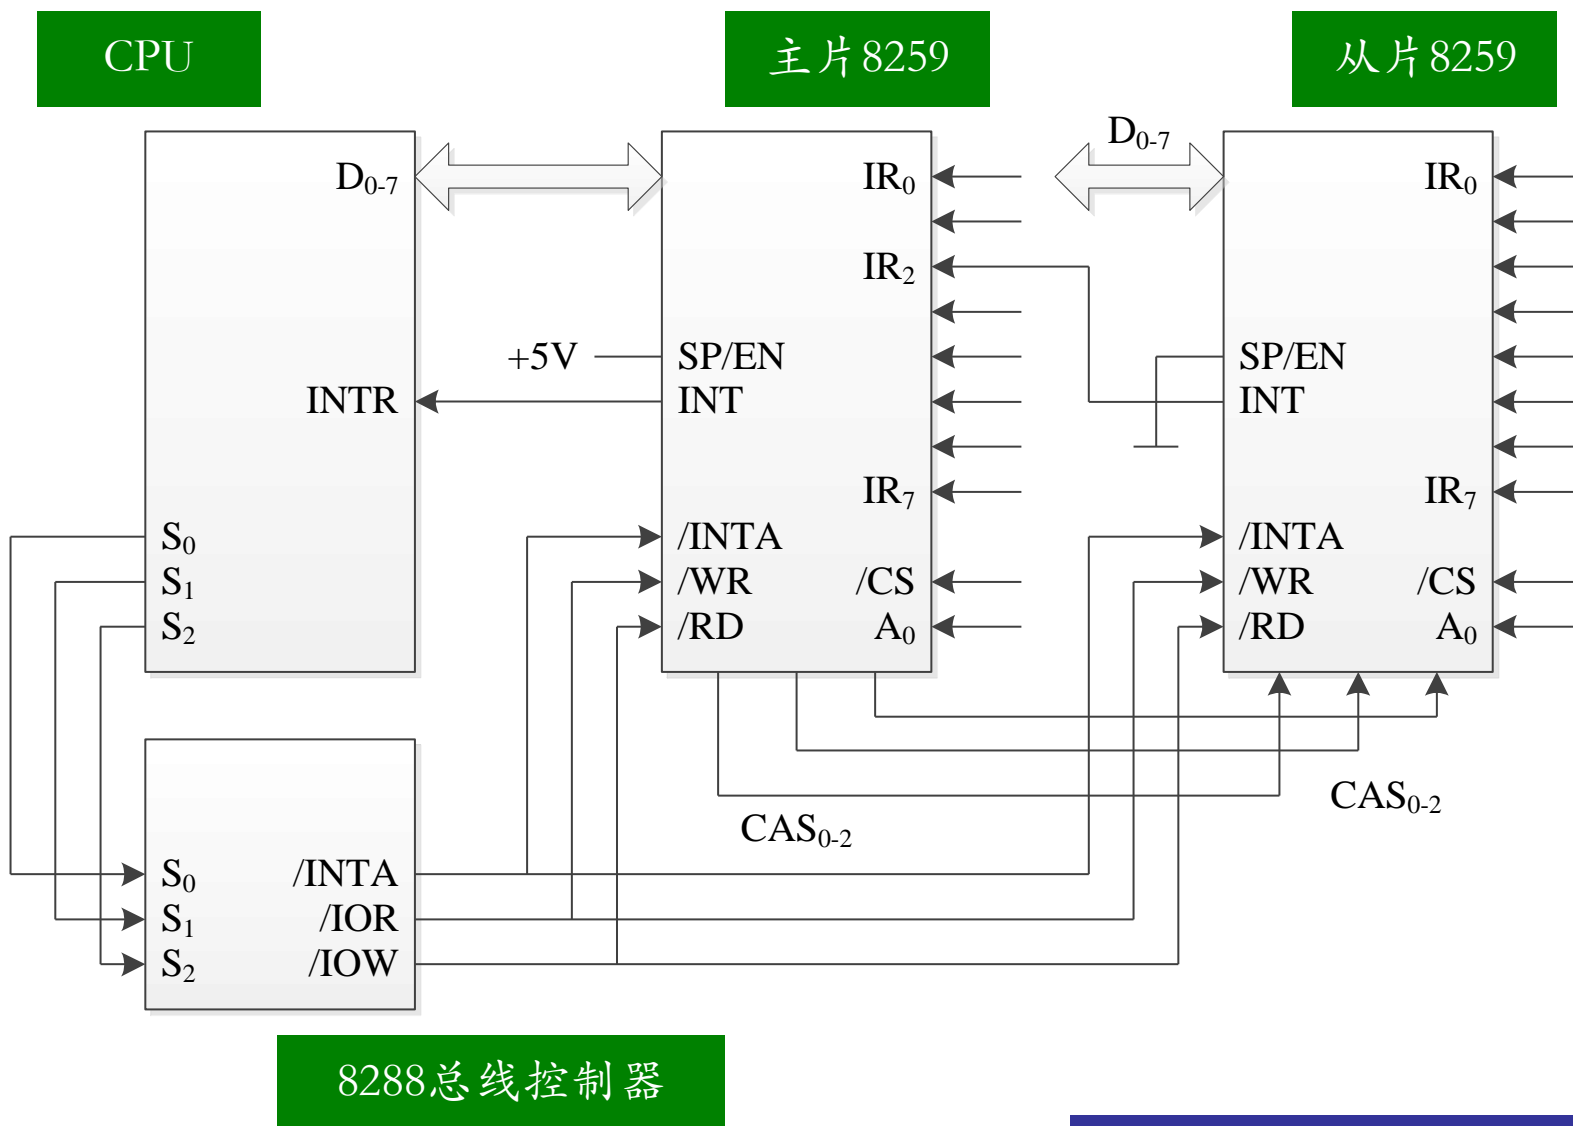 CPU
主片8259
从片8259
D0-7
IR0
IR2
+5V
SP/EN
INTR
INT
IR7
S0
S1
S2
/INTA
/WR
/RD
/CS
A0
D0-7
IR0
SP/EN
INT
IR7
/INTA
/WR
/RD
/CS
A0
CAS0-2
CAS0-2
S0
S1
S2
/INTA
/IOR
/IOW
8288总线控制器